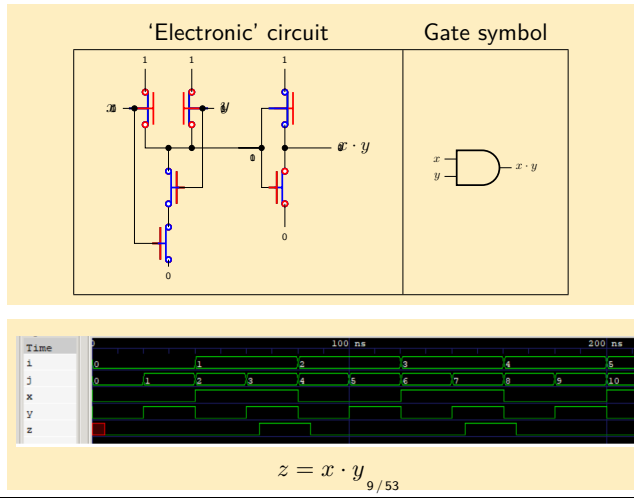 ‘Electronic’ circuit Gate symbol
1 1 1
x y
x · y
x
y
x · y
0
0
Time 0 100 ns 200 ns
i 0 1 2 3 4 5
j 0 1 2 3 4 5 6 7 8 9 10
x
y
z
z = x · y
9 / 53